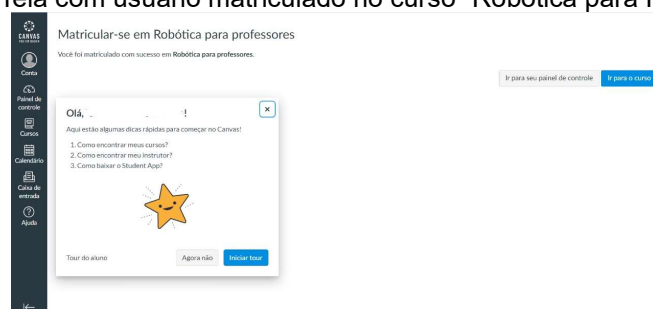 Tela com usuário matriculado no curso "Robótica para
CANVAS
Matricular-se em Robótica para professores
Você foi matriculado com sucesso em Robótica para professores.
Ir para seu painel de controle
Ir para o curso
Conta
Painel de
controle
Cursos
Calendário
Caixa de
entrada
Ajuda
Olá, !
×
Aqui estão algumas dicas rápidas para começar no Canvas!
1. Como encontrar meus cursos?
2. Como encontrar meu instrutor?
3. Como baixar o Student App?
Tour do aluno
Agora não
Iniciar tour